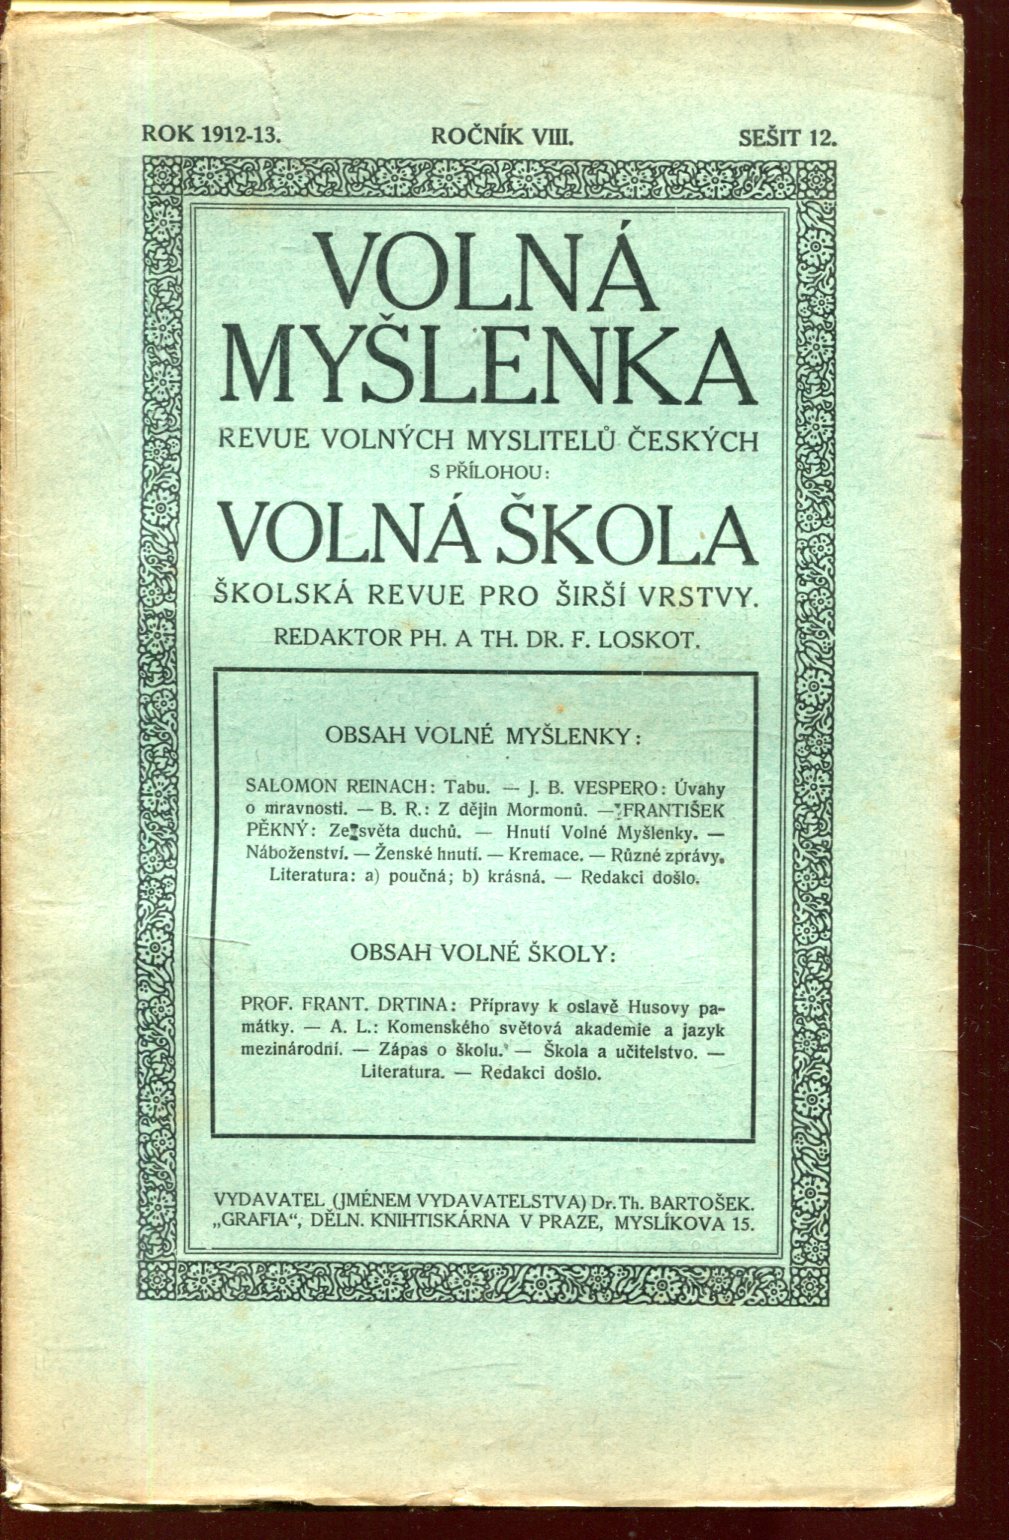 ROK 1912-13. ROČNÍK VIII. SEŠIT 12.
VOLNÁ
MYŠLENKA
REVUE VOLNÝCH MYSLITELŮ ČESKÝCH
S PŘÍLOHOU:
VOLNÁ ŠKOLA
ŠKOLSKÁ REVUE PRO ŠIRŠÍ VRSTVY.
REDAKTOR PH. A TH. DR. F. LOSKOT.
OBSAH VOLNÉ MYŠLENKY:
SALOMON REINACH: Tabu. — J. B. VESPERO: Úvahy
o mravnosti. — B. R.: Z dějin Mormonů. — FRANTIŠEK
PĚKNÝ: Ze světa duchů. — Hnutí Volné Myšlenky. —
Náboženství. — Ženské hnutí. — Kremace. — Různé zprávy.
Literatura: a) poučná; b) krásná. — Redakci došlo.
OBSAH VOLNÉ ŠKOLY:
PROF. FRANT. DRTINA: Přípravy k oslavě Husovy pa-
mátky. — A. L.: Komenského světová akademie a jazyk
mezinárodní. — Zápas o školu. — Škola a učitelstvo. —
Literatura. — Redakci došlo.
VYDAVATEL (JMÉNEM VYDAVATELSTVA) Dr. Th. BARTOŠEK.
„GRAFIA“, DĚLN. KNIHTISKÁRNA V PRAZE, MYSLÍKOVA 15.